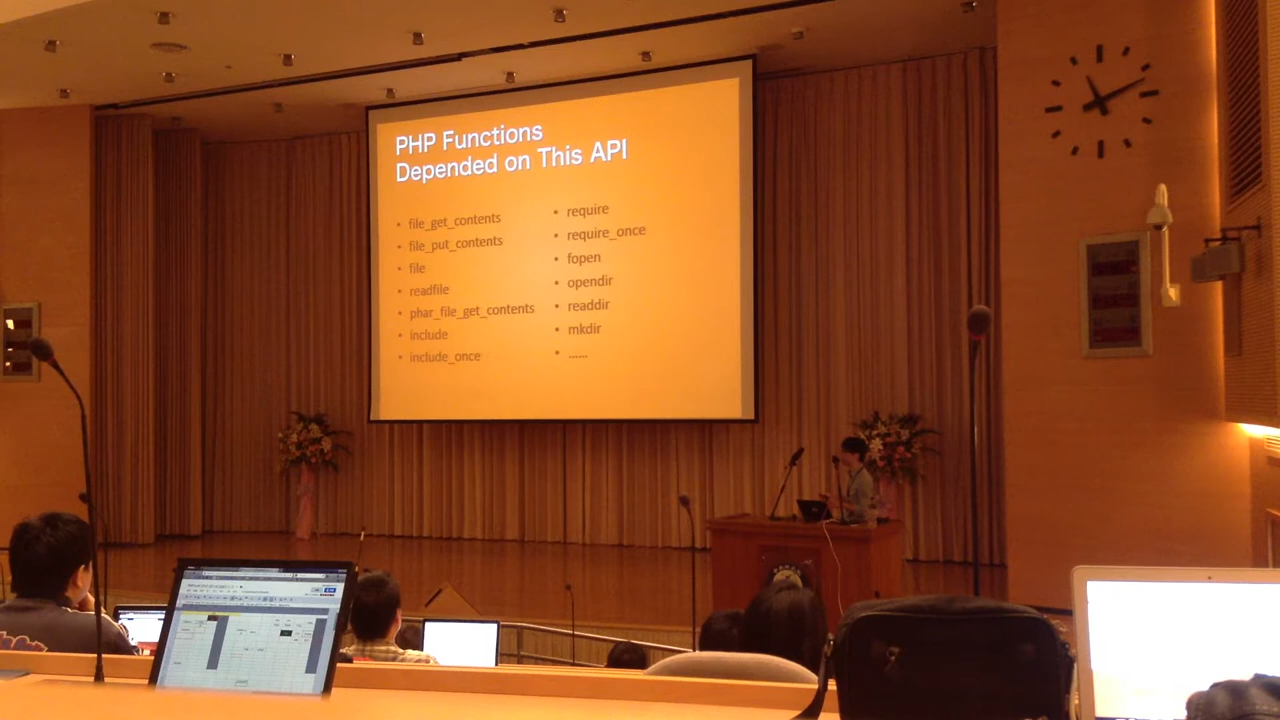 PHP Functions
Depended on This API
• file_get_contents
• file_put_contents
• file
• readfile
• phar_file_get_contents
• include
• include_once
• require
• require_once
• fopen
• opendir
• readdir
• mkdir
• ......